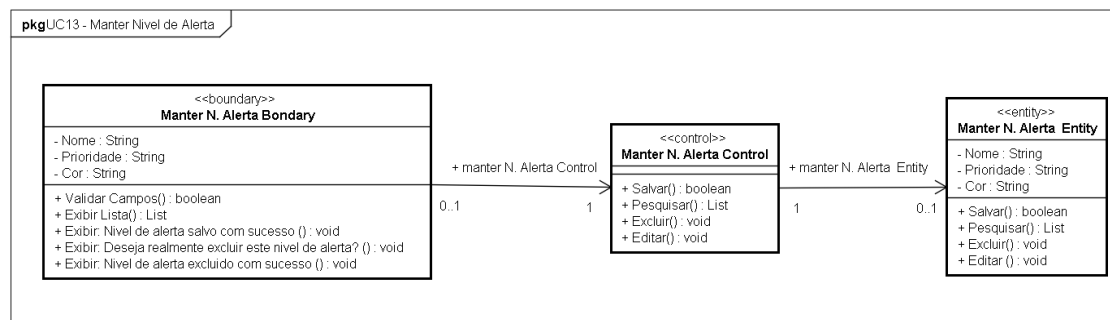 pkgUC13 - Manter Nivel de Alerta
<<boundary>>
Manter N. Alerta Bondary
- Nome : String
- Prioridade : String
- Cor : String
+ Validar Campos() : boolean
+ Exibir Lista() : List
+ Exibir: Nivel de alerta salvo com sucesso () : void
+ Exibir: Deseja realmente excluir este nivel de alerta? () : void
+ Exibir: Nivel de alerta excluido com sucesso () : void
+ manter N. Alerta Control
0..1
1
<<control>>
Manter N. Alerta Control
+ Salvar() : boolean
+ Pesquisar() : List
+ Excluir() : void
+ Editar() : void
+ manter N. Alerta Entity
1
0..1
<<entity>>
Manter N. Alerta Entity
- Nome : String
- Prioridade : String
- Cor : String
+ Salvar() : boolean
+ Pesquisar() : List
+ Excluir() : void
+ Editar () : void